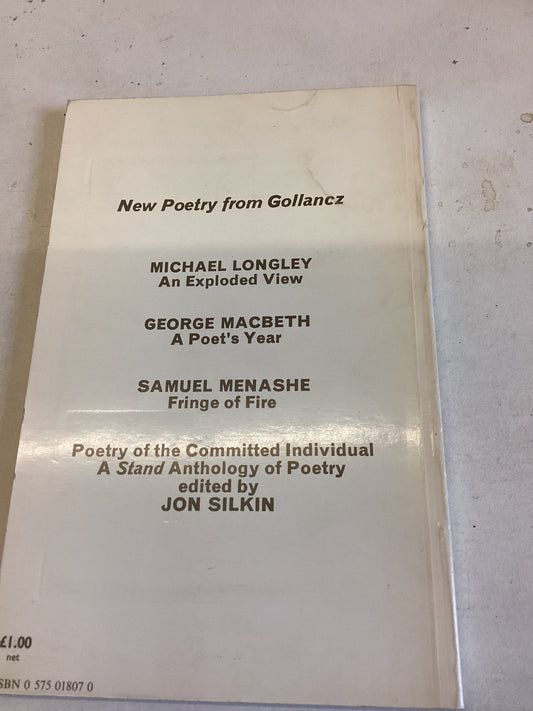 New Poetry from Gollancz
MICHAEL LONGLEY
An Exploded View
GEORGE MACBETH
A Poet's Year
SAMUEL MENASHE
Fringe of Fire
Poetry of the Committed Individual
A Stand Anthology of Poetry
edited by
JON SILKIN
£1.00
net
SBN 0 575 01807 0